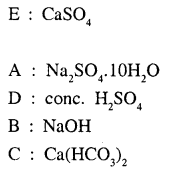 E : CaSO₄
A : Na₂SO₄.10H₂O
D : conc. H₂SO₄
B : NaOH
C : Ca(HCO₃)₂